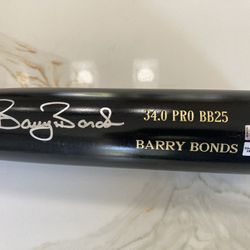 Barry Bonds
34.0 PRO BB25
BARRY BONDS